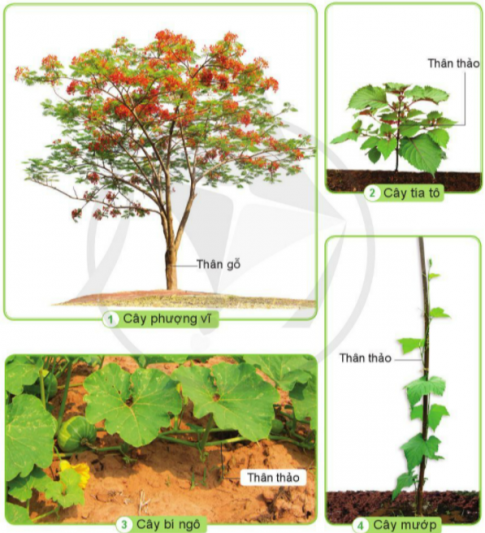 Thân gỗ
1 Cây phượng vĩ
Thân thảo
2 Cây tía tô
Thân thảo
3 Cây bí ngô
Thân thảo
4 Cây mướp